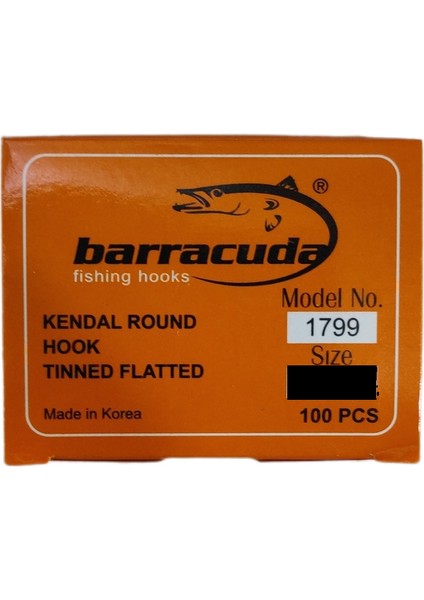 ®
barracuda
fishing hooks
KENDAL ROUND
HOOK
TINNED FLATTED
Made in Korea
Model No.
1799
Size
100 PCS